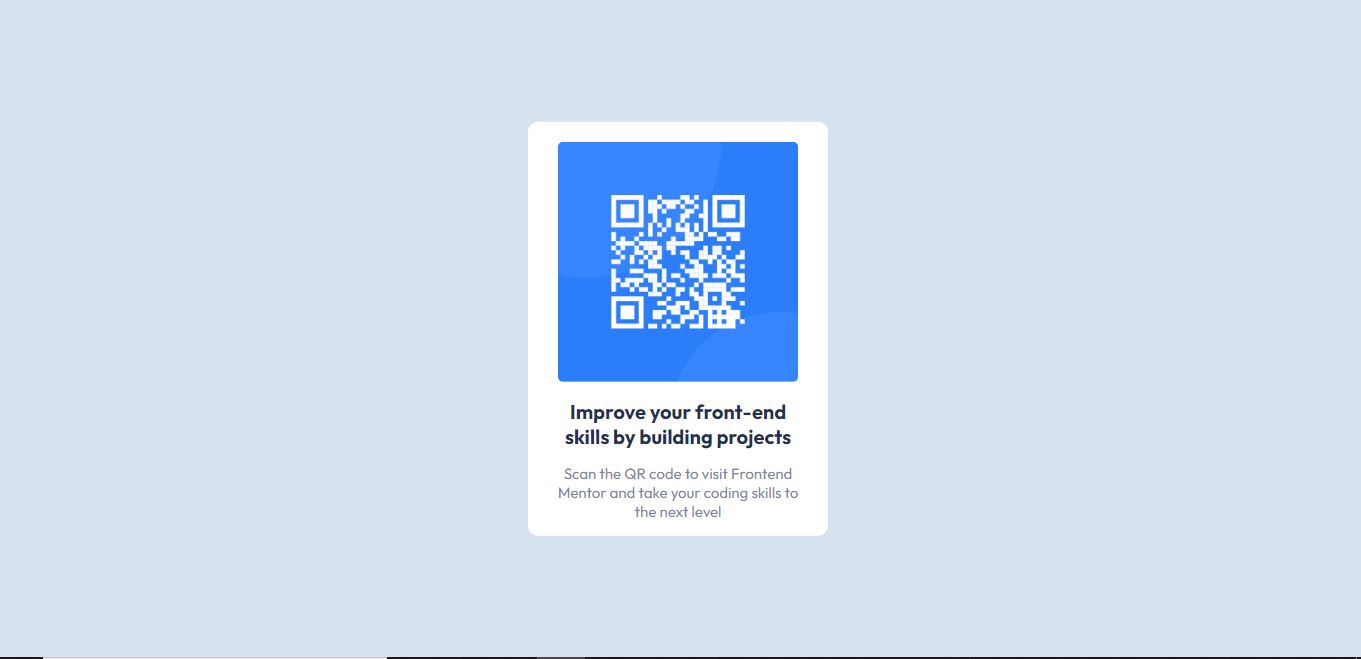 Improve your front-end
skills by building projects
Scan the QR code to visit Frontend
Mentor and take your coding skills to
the next level